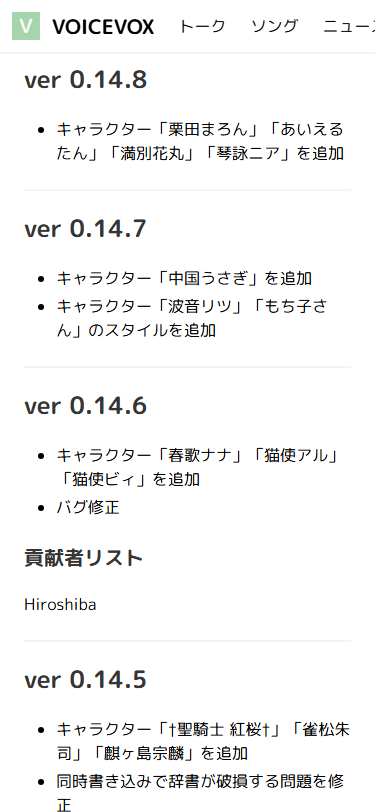 V VOICEVOX トーク ソング ニュース
ver 0.14.8
キャラクター「栗田まろん」「あいえる
たん」「満別花丸」「琴詠ニア」を追加
ver 0.14.7
キャラクター「中国うさぎ」を追加
キャラクター「波音リツ」「もち子さ
ん」のスタイルを追加
ver 0.14.6
キャラクター「春歌ナナ」「猫使アル」
「猫使ビィ」を追加
バグ修正
貢献者リスト
Hiroshiba
ver 0.14.5
キャラクター「†聖騎士 紅桜†」「雀松朱
司」「麒ヶ島宗麟」を追加
同時書き込みで辞書が破損する問題を修
正